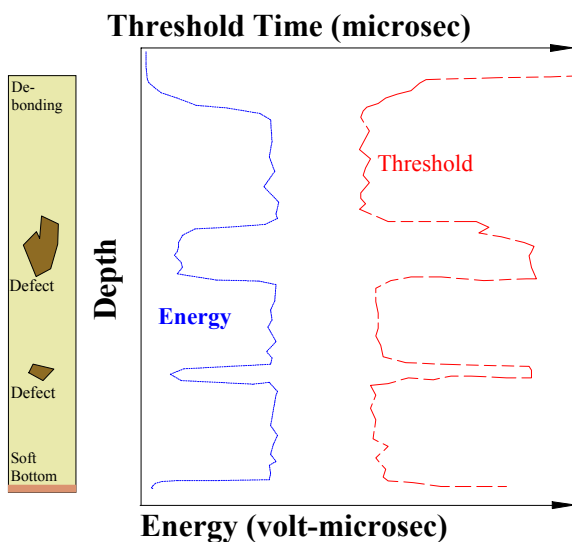 Threshold Time (microsec)
De-
bonding
Threshold
Defect
Depth
Energy
Defect
Soft
Bottom
Energy (volt-microsec)